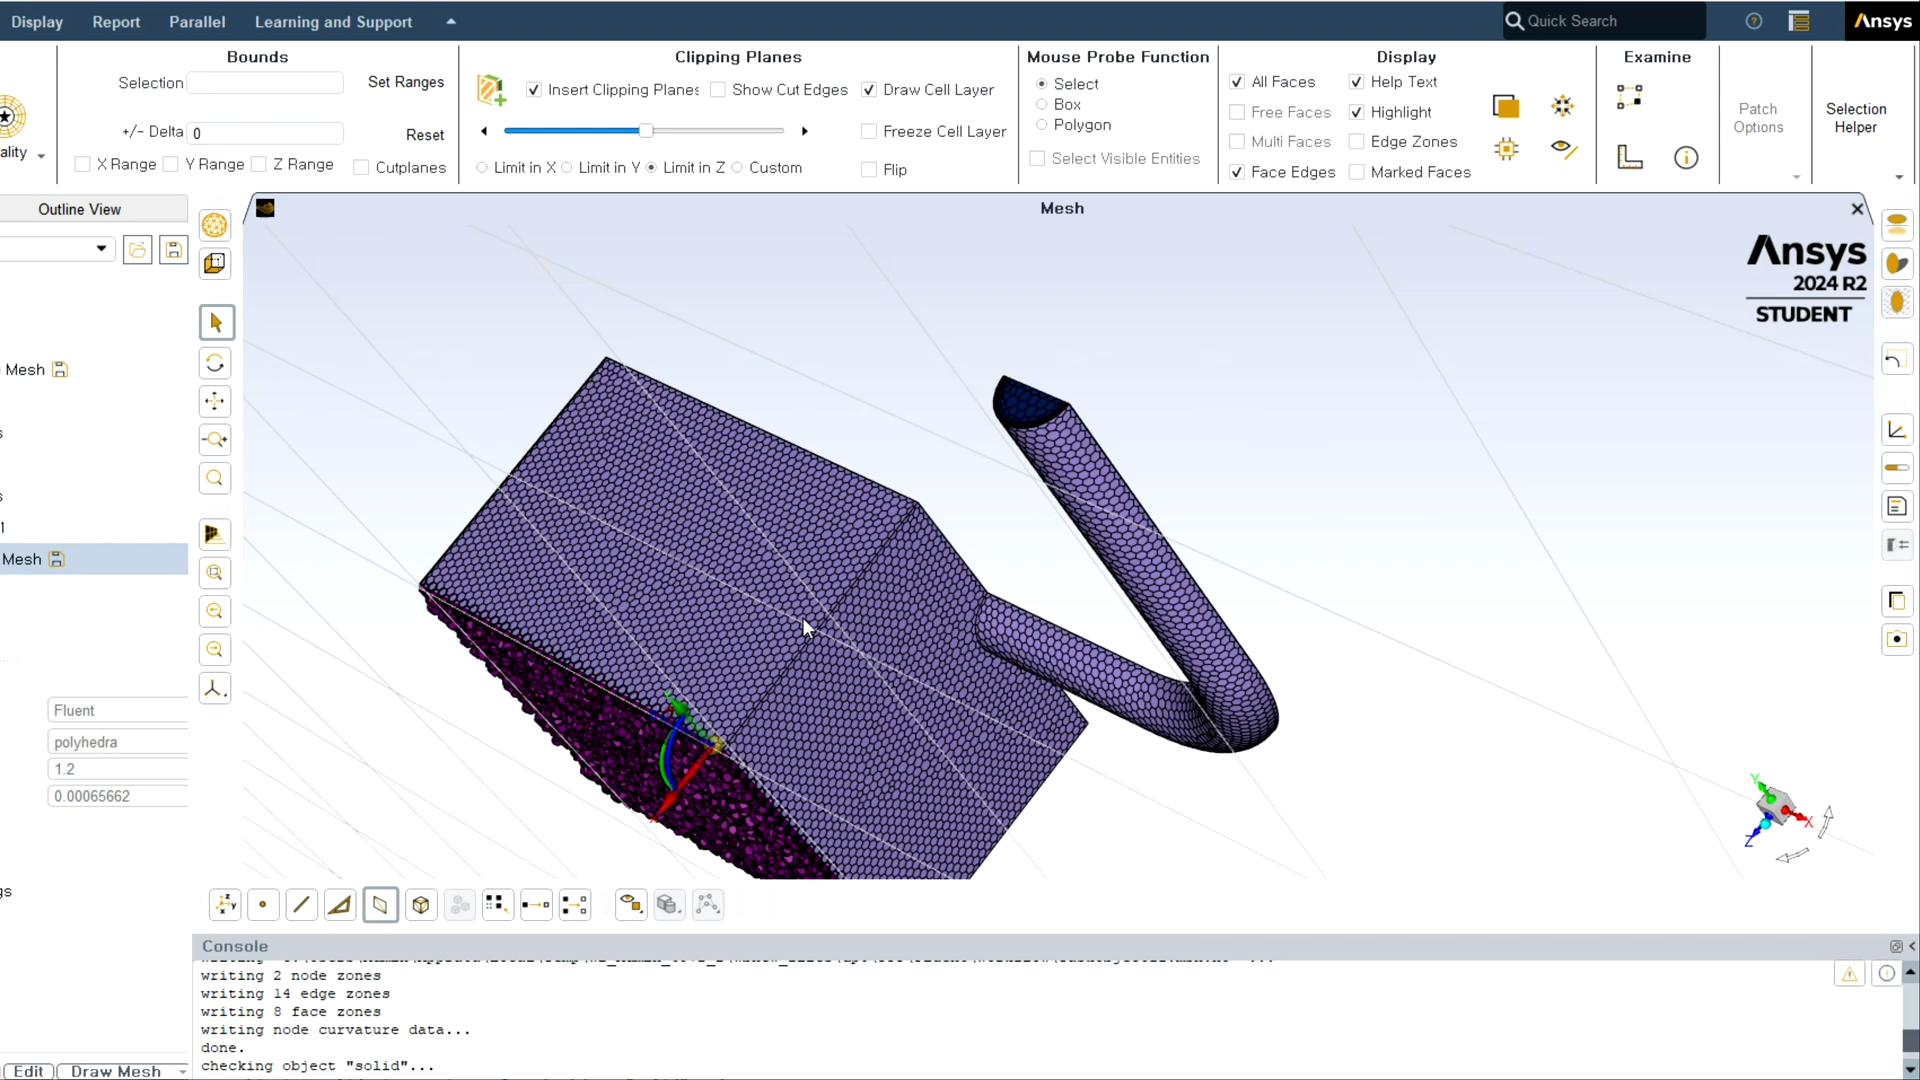 Display Report Parallel Learning and Support
Quick Search
Ansys
Bounds
Selection
Set Ranges
+/- Delta 0
Reset
X Range Y Range Z Range Cutplanes
ality
Clipping Planes
Insert Clipping Planes Show Cut Edges Draw Cell Layer
Freeze Cell Layer
Limit in X Limit in Y Limit in Z Custom Flip
Mouse Probe Function
Select
Box
Polygon
Select Visible Entities
Display
All Faces Help Text
Free Faces Highlight
Multi Faces Edge Zones
Face Edges Marked Faces
Examine
Patch
Options
Selection
Helper
Outline View
Mesh
s
s
1
Mesh
Fluent
polyhedra
1.2
0.00065662
gs
Edit Draw Mesh
Mesh
Ansys
2024 R2
STUDENT
Y
X
Z
Console
writing 2 node zones
writing 14 edge zones
writing 8 face zones
writing node curvature data...
done.
checking object "solid"...